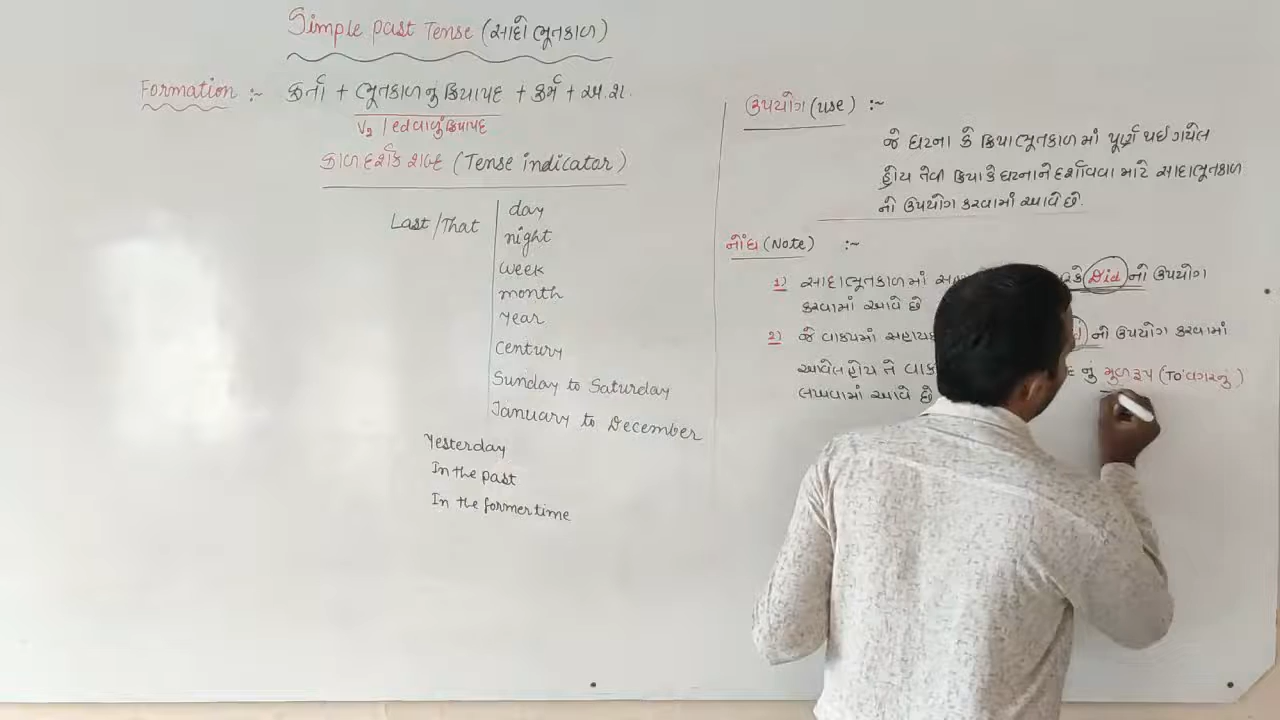 Simple past Tense (સાદો ભૂતકાળ)
Formation :- કર્તા + ભૂતકાળનું ક્રિયાપદ + કર્મ + અ.શ.
V2 / ed વાળું ક્રિયાપદ
કાળદર્શક શબ્દ (Tense indicator)
Last/That
day
night
week
month
Year
Century
Sunday to Saturday
January to December
Yesterday
In the past
In the former time
ઉપયોગ (use) :~
જે ઘટના કે ક્રિયા ભૂતકાળમાં પૂર્ણ થઈ ગયેલ
હોય તેવી ક્રિયા કે ઘટનાને દર્શાવવા માટે સાદાભૂતકાળ
નો ઉપયોગ કરવામાં આવે છે.
નોંધ (Note) :~
1) સાદાભૂતકાળમાં Did નો ઉપયોગ
કરવામાં આવે છે
2) જે વાક્યમાં નો ઉપયોગ કરવામાં
આવેલ હોય તે નું મુળરૂપ (To વગરનું)
લખવામાં આવે છે